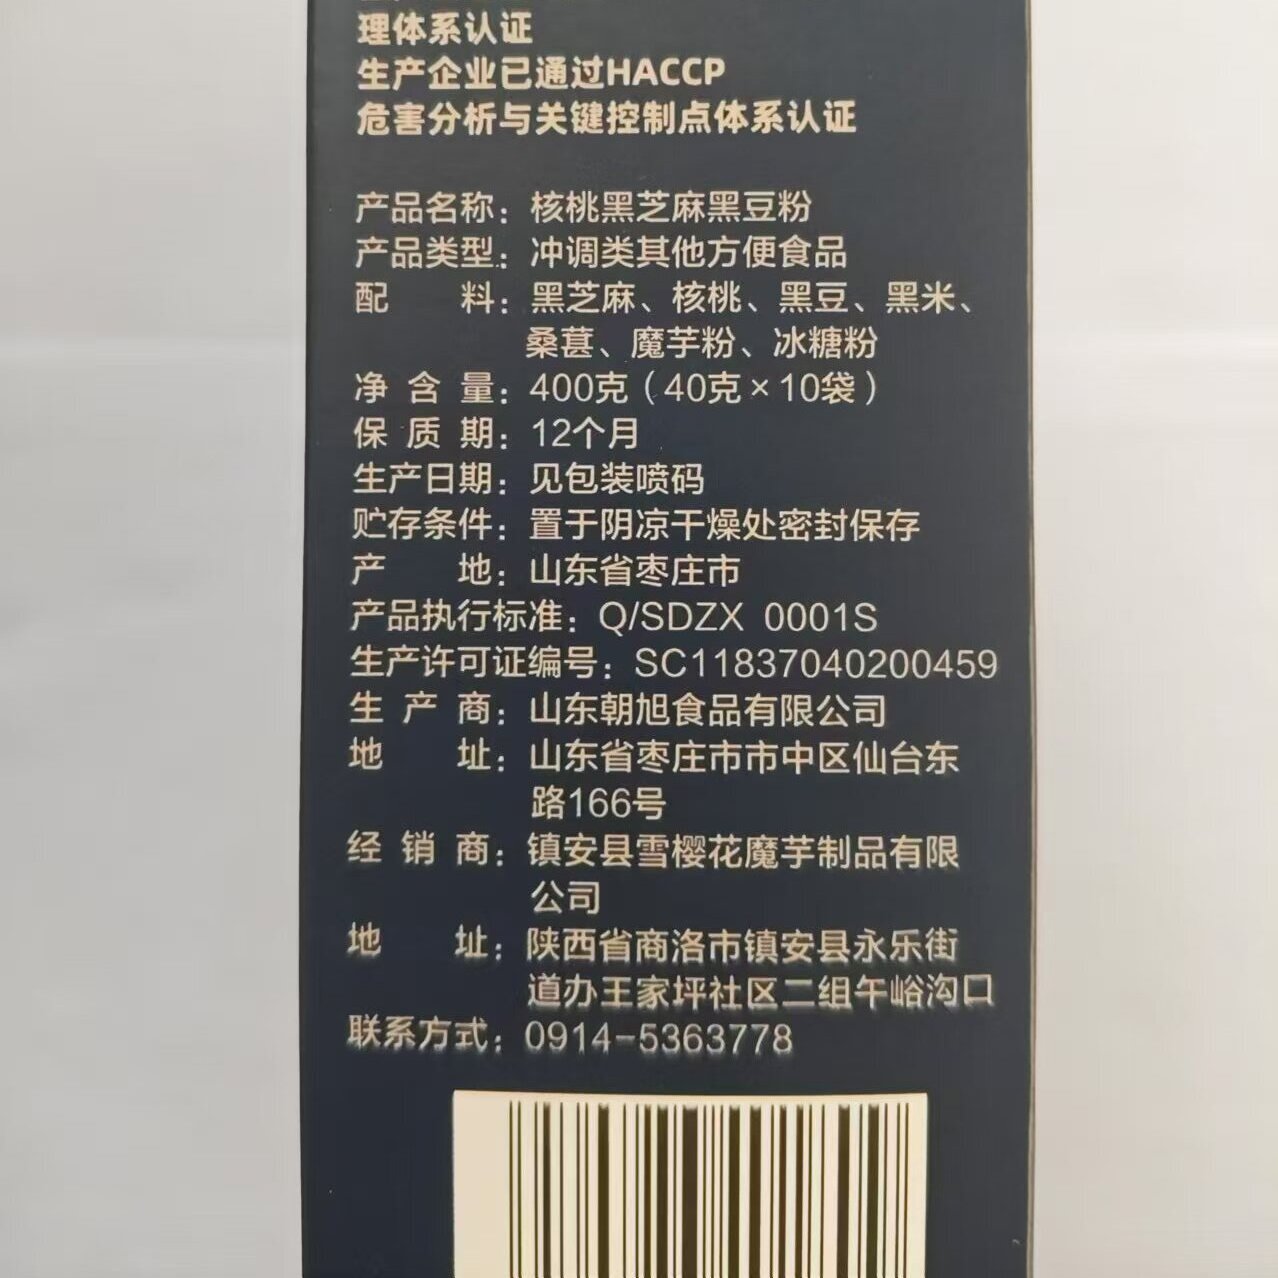 理体系认证
生产企业已通过HACCP
危害分析与关键控制点体系认证
产品名称：核桃黑芝麻黑豆粉
产品类型：冲调类其他方便食品
配料：黑芝麻、核桃、黑豆、黑米、
桑葚、魔芋粉、冰糖粉
净含量：400克（40克×10袋）
保质期：12个月
生产日期：见包装喷码
贮存条件：置于阴凉干燥处密封保存
产地：山东省枣庄市
产品执行标准：Q/SDZX 0001S
生产许可证编号：SC11837040200459
生产商：山东朝旭食品有限公司
地址：山东省枣庄市市中区仙台东
路166号
经销商：镇安县雪樱花魔芋制品有限
公司
地址：陕西省商洛市镇安县永乐街
道办王家坪社区二组午峪沟口
联系方式：0914-5363778